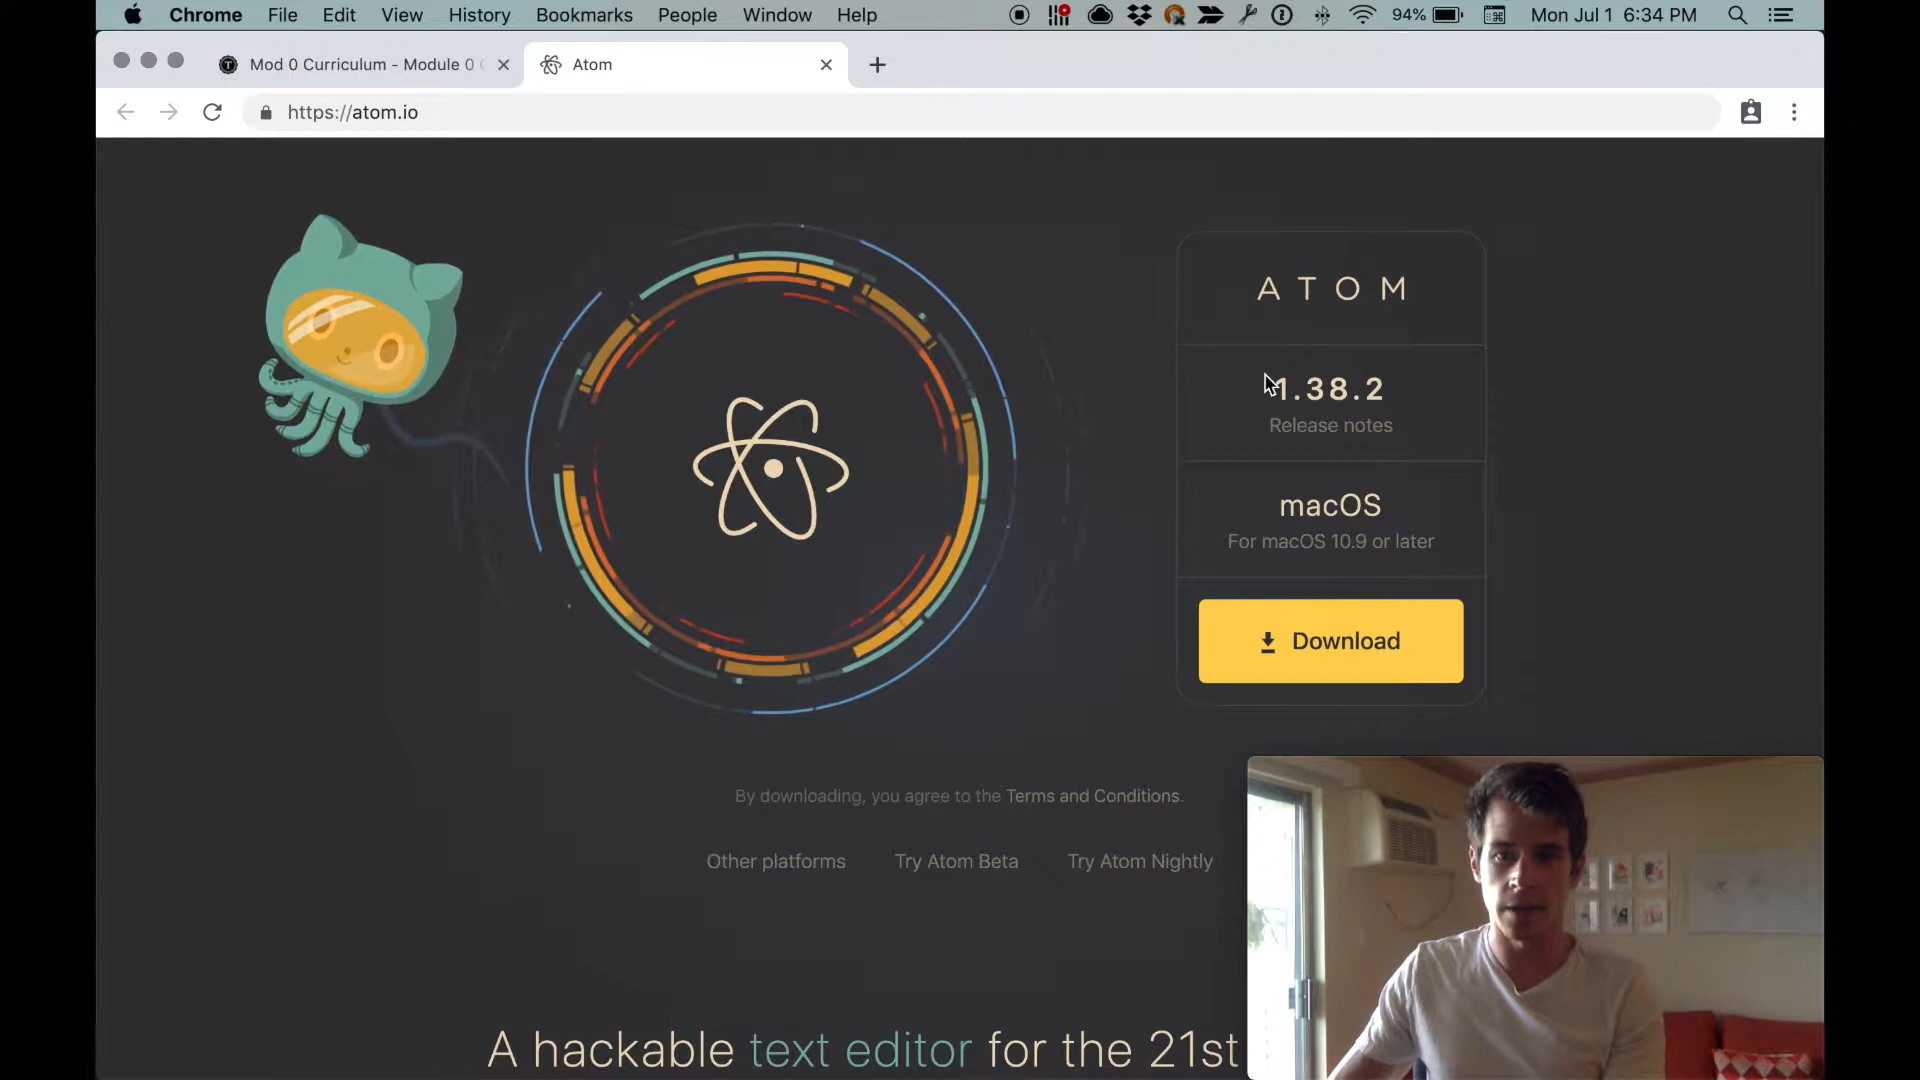 Chrome File Edit View History Bookmarks People Window Help 94% Mon Jul 1 6:34 PM
Mod 0 Curriculum - Module 0
Atom
https://atom.io
ATOM
1.38.2
Release notes
macOS
For macOS 10.9 or later
Download
By downloading, you agree to the Terms and Conditions.
Other platforms Try Atom Beta Try Atom Nightly
A hackable text editor for the 21st